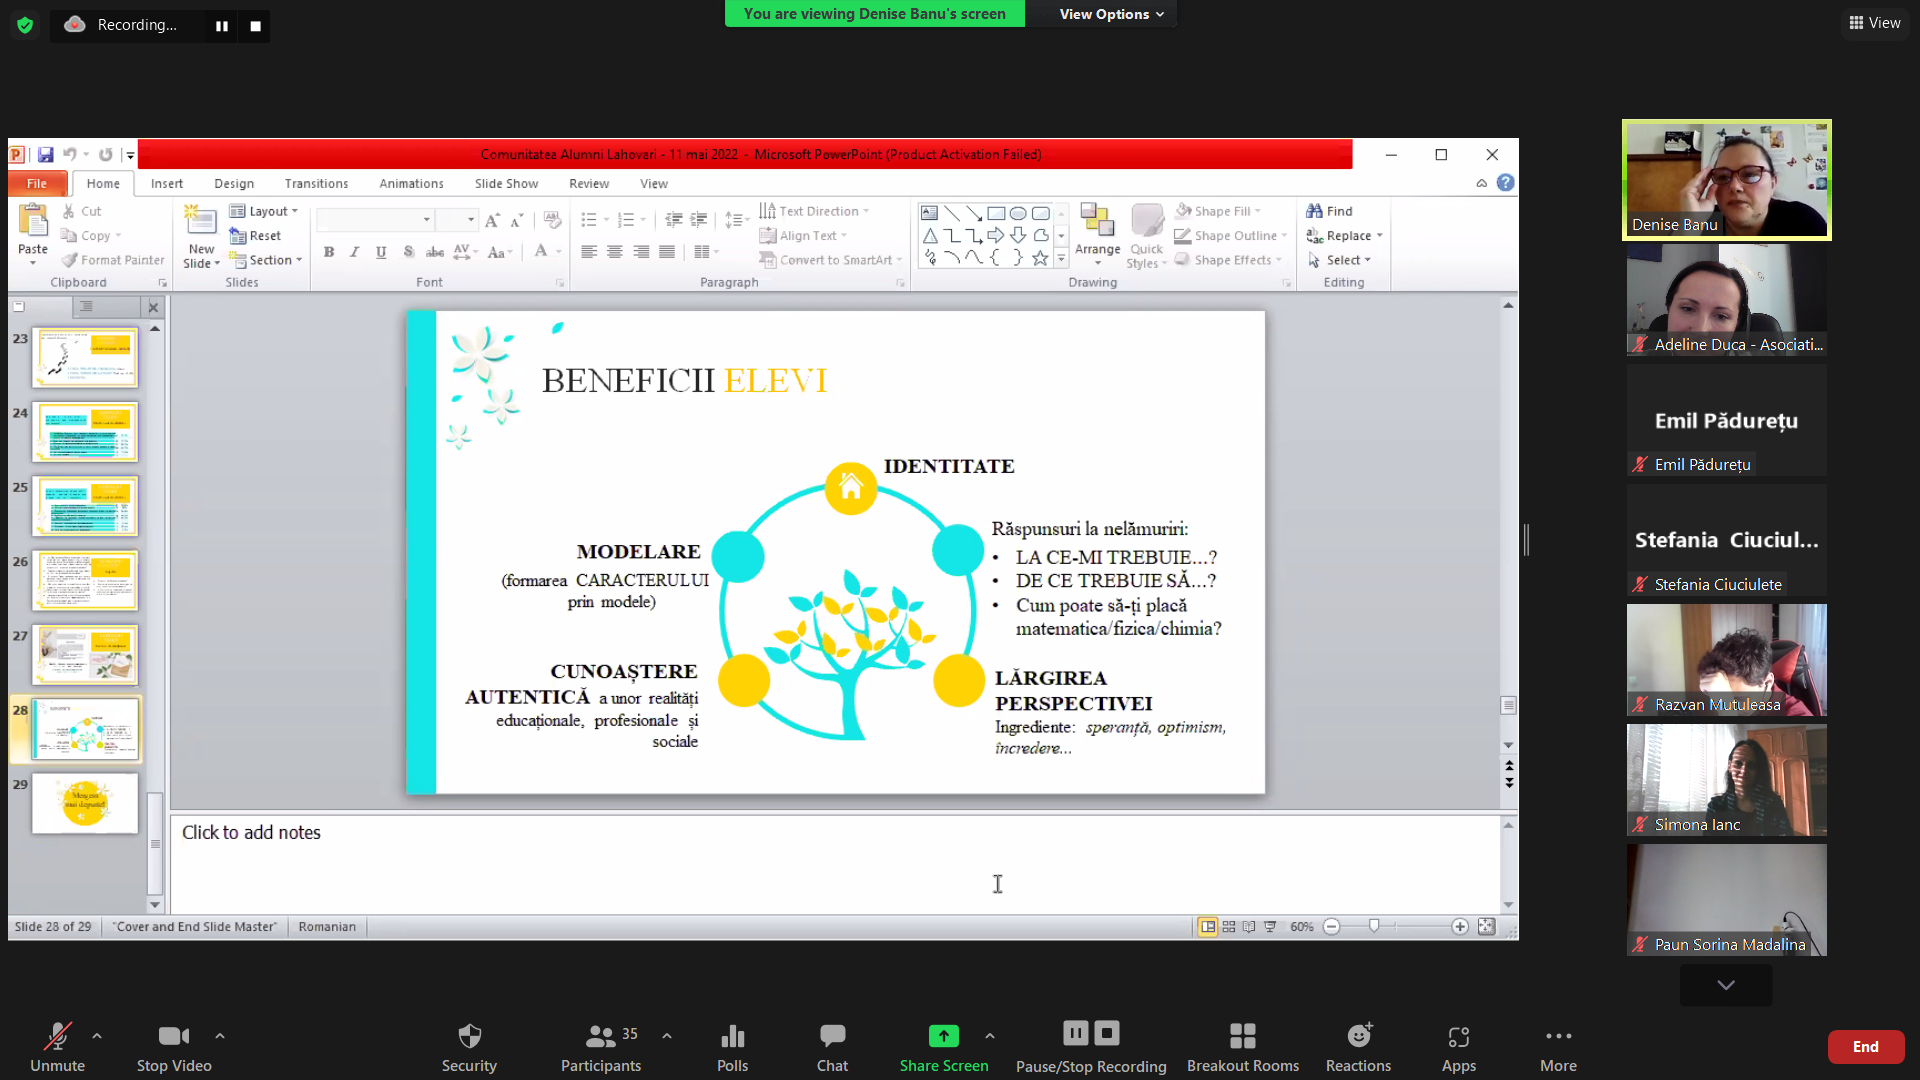 Recording...
You are viewing Denise Banu's screen
View Options
View
Comunitatea Alumni Lahovari - 11 mai 2022 - Microsoft PowerPoint (Product Activation Failed)
File
Home
Insert
Design
Transitions
Animations
Slide Show
Review
View
Paste
Cut
Copy
Format Painter
Clipboard
New
Slide
Layout
Reset
Section
Slides
B I U S abc AV Aa A
Font
Text Direction
Align Text
Convert to SmartArt
Paragraph
Arrange
Quick
Styles
Shape Fill
Shape Outline
Shape Effects
Drawing
Find
Replace
Select
Editing
23
24
25
26
27
28
29
BENEFICII ELEVI
IDENTITATE
Răspunsuri la nelămuriri:
• LA CE-MI TREBUIE...?
• DE CE TREBUIE SĂ...?
• Cum poate să-ți placă
matematica/fizica/chimia?
LĂRGIREA
PERSPECTIVEI
Ingrediente: speranță, optimism,
încredere...
MODELARE
(formarea CARACTERULUI
prin modele)
CUNOAȘTERE
AUTENTICĂ a unor realități
educaționale, profesionale și
sociale
Click to add notes
Slide 28 of 29
"Cover and End Slide Master"
Romanian
60%
Denise Banu
Adeline Duca - Asociati...
Emil Pădurețu
Emil Pădurețu
Stefania Ciuciul...
Stefania Ciuciulete
Razvan Mutuleasa
Simona Ianc
Paun Sorina Madalina
Unmute
Stop Video
Security
Participants
35
Polls
Chat
Share Screen
Pause/Stop Recording
Breakout Rooms
Reactions
Apps
More
End